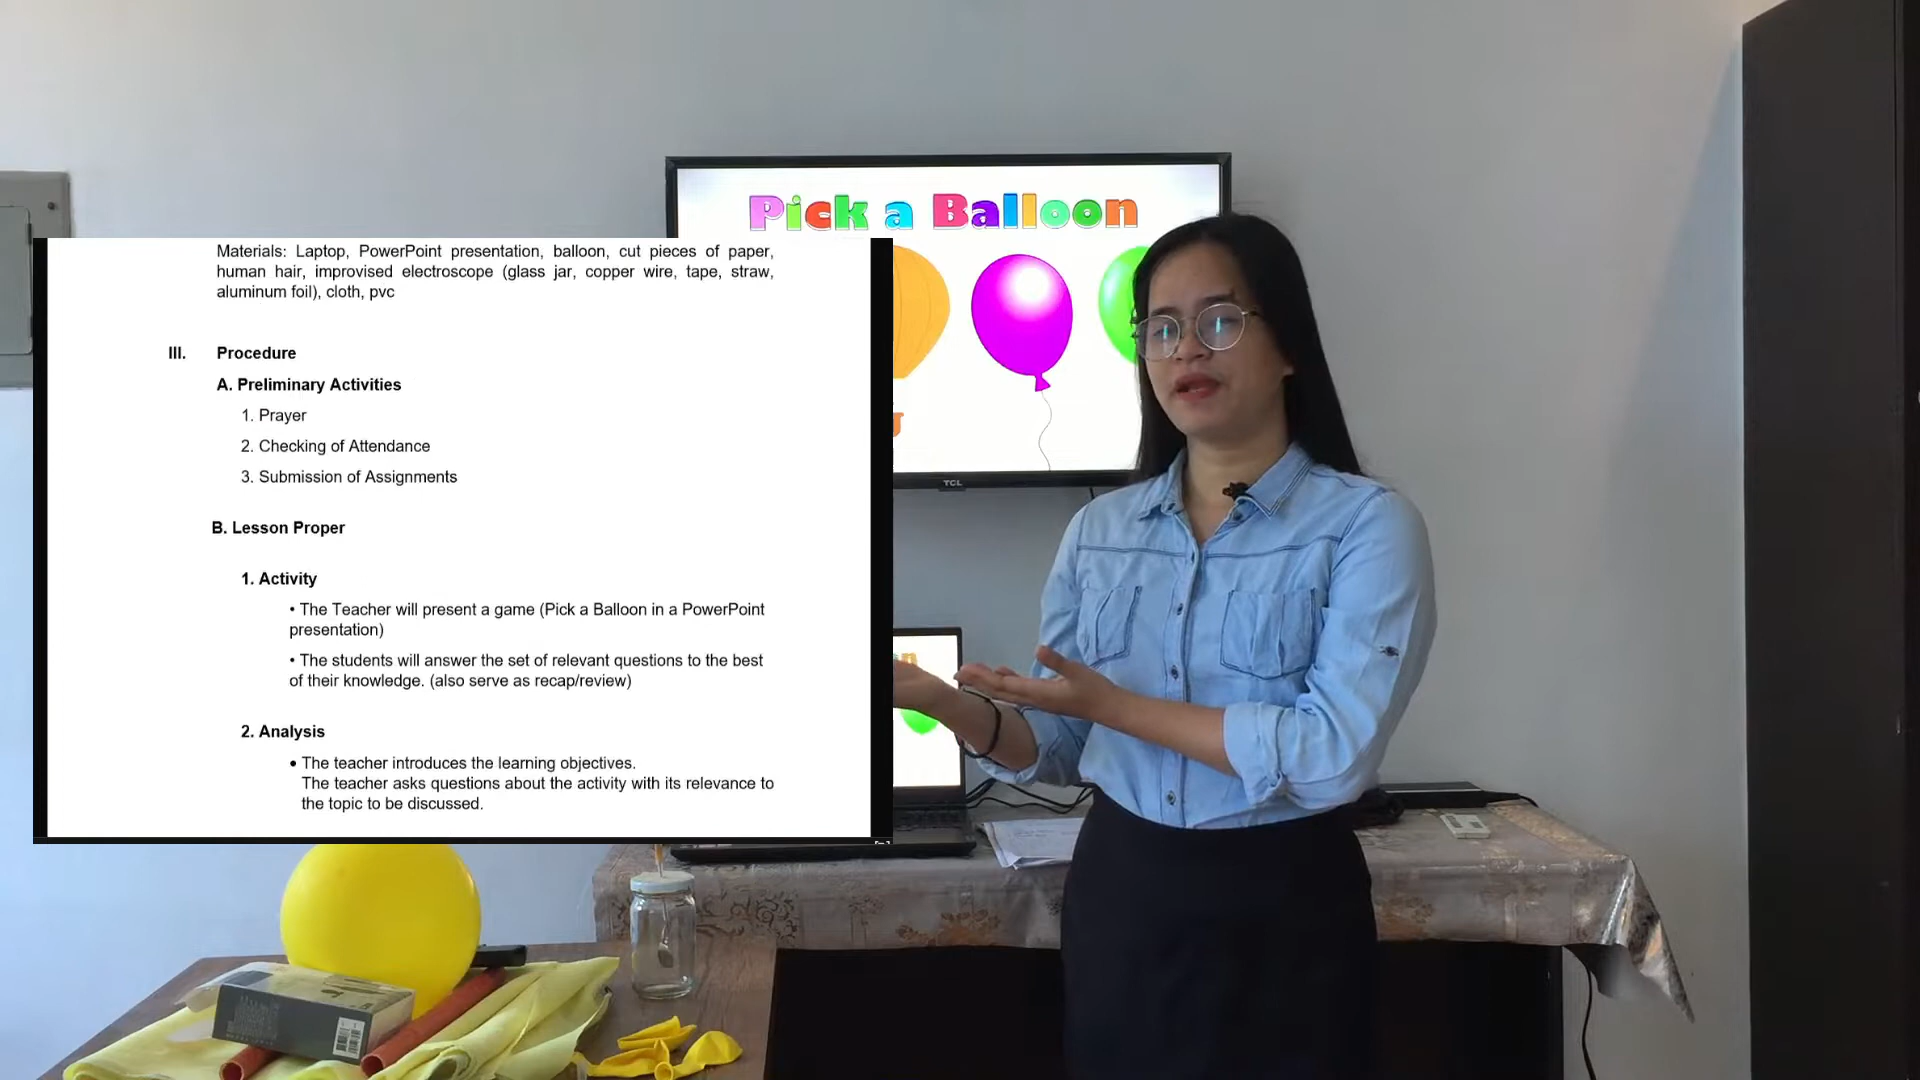 Pick a Balloon
Materials: Laptop, PowerPoint presentation, balloon, cut pieces of paper,
human hair, improvised electroscope (glass jar, copper wire, tape, straw,
aluminum foil), cloth, pvc
III. Procedure
A. Preliminary Activities
1. Prayer
2. Checking of Attendance
3. Submission of Assignments
B. Lesson Proper
1. Activity
• The Teacher will present a game (Pick a Balloon in a PowerPoint
presentation)
• The students will answer the set of relevant questions to the best
of their knowledge. (also serve as recap/review)
2. Analysis
• The teacher introduces the learning objectives.
The teacher asks questions about the activity with its relevance to
the topic to be discussed.
TCL